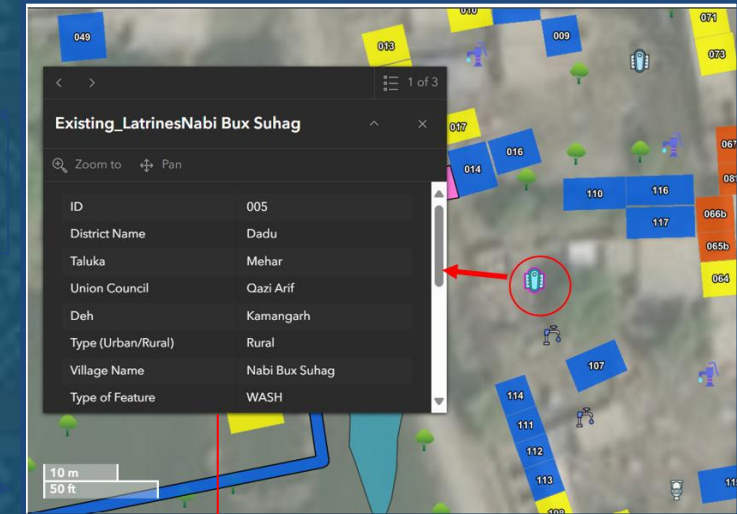 049
010
009
071
013
073
1 of 3
Existing_LatrinesNabi Bux Suhag
Zoom to Pan
ID 005
District Name Dadu
Taluka Mehar
Union Council Qazi Arif
Deh Kamangarh
Type (Urban/Rural) Rural
Village Name Nabi Bux Suhag
Type of Feature WASH
017
016
014
067
081
110
116
117
066b
065b
064
107
114
111
112
113
10 m
50 ft